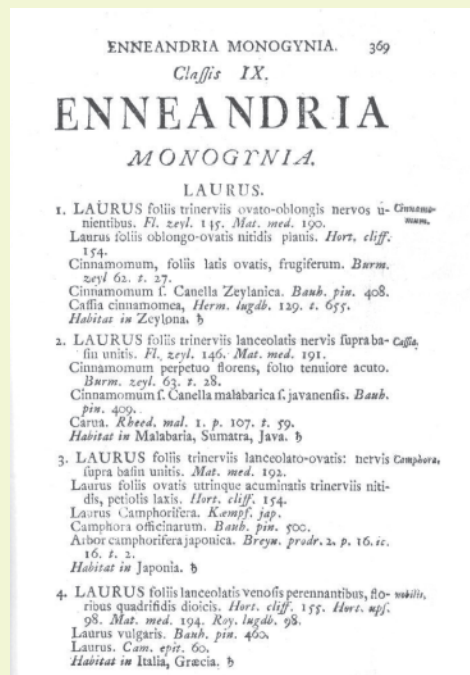 ENNEANDRIA MONOGYNIA. 369
Claſſis IX.
ENNEANDRIA
MONOGYNIA.
LAURUS.
1. LAURUS foliis trinerviis ovato-oblongis nervos u- Cinnamo-
nientibus. Fl. zeyl. 145. Mat. med. 190. mum.
Laurus foliis oblongo-ovatis nitidis planis. Hort. cliff.
154.
Cinnamomum, foliis latis ovatis, frugiferum. Burm.
zeyl 62. t. 27.
Cinnamomum ſ. Canella Zeylanica. Bauh. pin. 408.
Caſſia cinnamomea, Herm. lugdb. 129. t. 655.
Habitat in Zeylona. ♄
2. LAURUS foliis trinerviis lanceolatis nervis ſupra ba- Caſſia.
ſin unitis. Fl. zeyl. 146. Mat. med. 191.
Cinnamomum perpetuo florens, folio tenuiore acuto.
Burm. zeyl. 63. t. 28.
Cinnamomum ſ. Canella malabarica ſ. javanenſis. Bauh.
pin. 409.
Carua. Rheed. mal. 1. p. 107. t. 59.
Habitat in Malabaria, Sumatra, Java. ♄
3. LAURUS foliis trinerviis lanceolato-ovatis: nervis Camphora.
ſupra baſin unitis. Mat. med. 192.
Laurus foliis ovatis utrinque acuminatis trinerviis niti-
dis, petiolis laxis. Hort. cliff. 154.
Laurus Camphorifera. Kæmpf. jap.
Camphora officinarum. Bauh. pin. 500.
Arbor camphorifera japonica. Breyn. prodr. 2. p. 16. ic.
16. t. 2.
Habitat in Japonia. ♄
4. LAURUS foliis lanceolatis venoſis perennantibus, flo- nobilis.
ribus quadrifidis dioicis. Hort. cliff. 155. Hort. upſ.
98. Mat. med. 194. Roy. lugdb. 98.
Laurus vulgaris. Bauh. pin. 460.
Laurus. Cam. epit. 60.
Habitat in Italia, Græcia. ♄